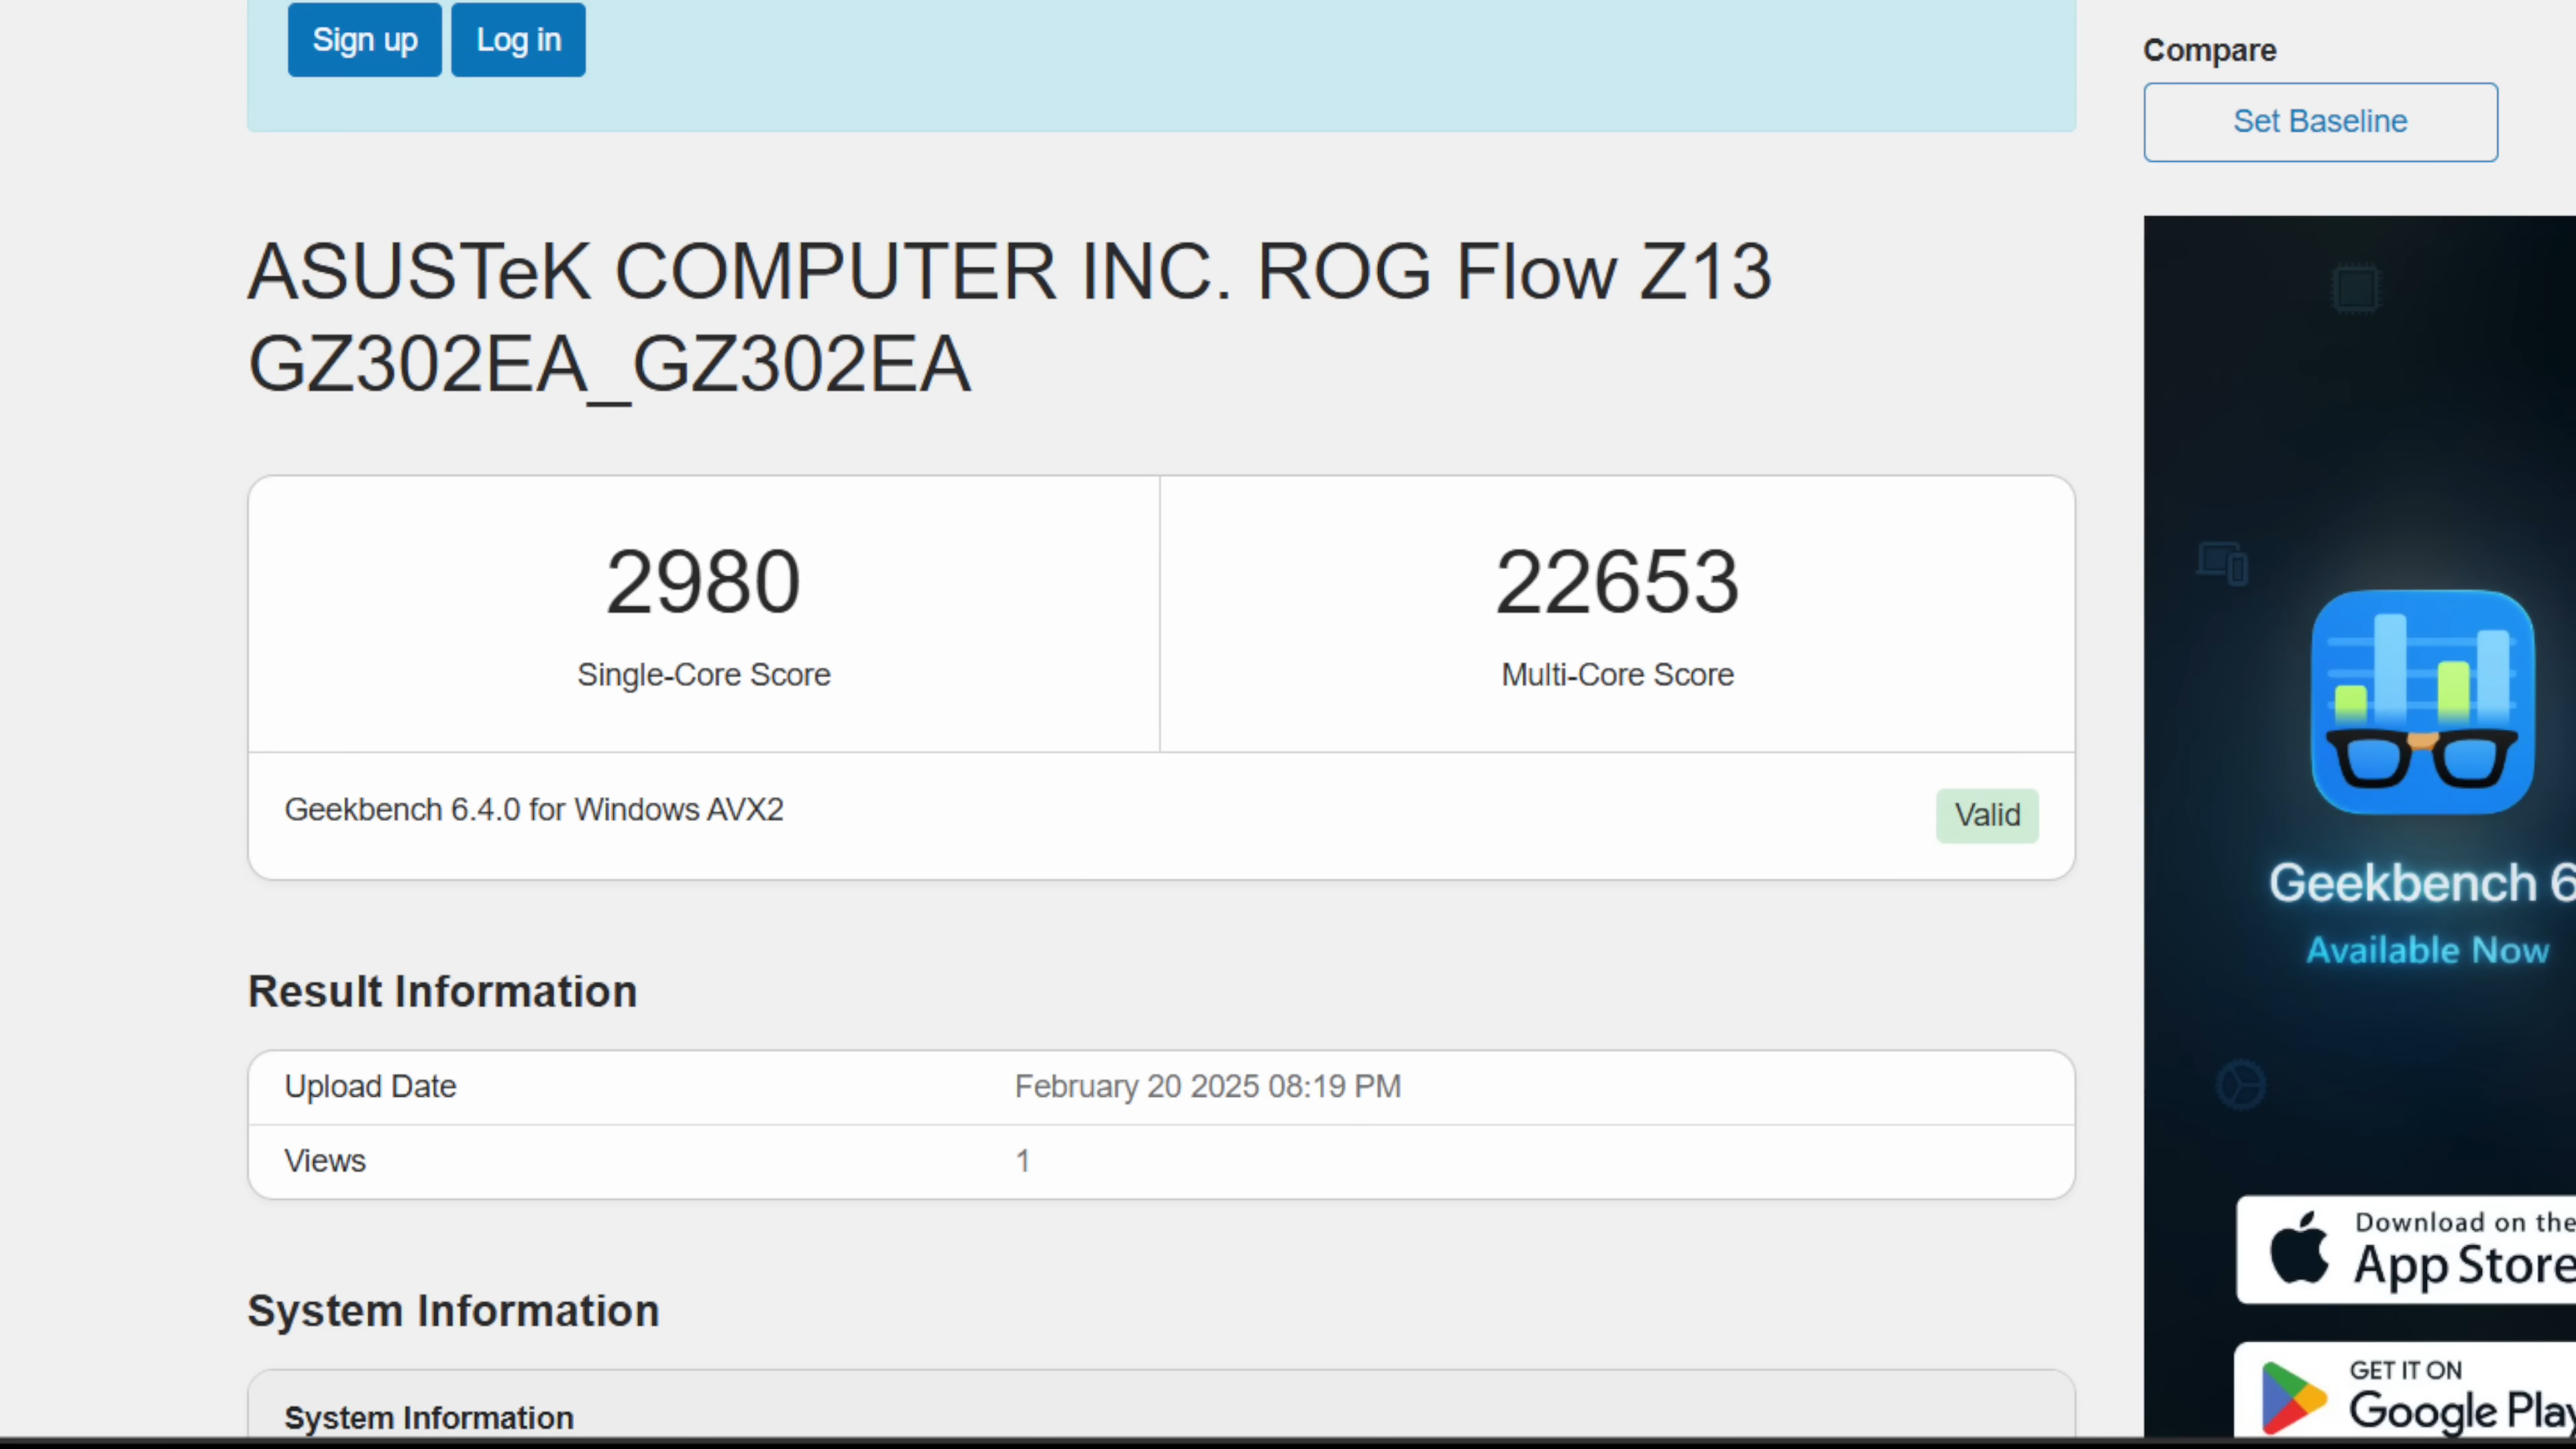 Sign up
Log in
Compare
Set Baseline
ASUSTeK COMPUTER INC. ROG Flow Z13
GZ302EA_GZ302EA
2980
22653
Single-Core Score
Multi-Core Score
Geekbench 6.4.0 for Windows AVX2
Valid
Result Information
Upload Date
February 20 2025 08:19 PM
Views
1
System Information
System Information
Geekbench 6
Available Now
Download on the
App Store
GET IT ON
Google Play